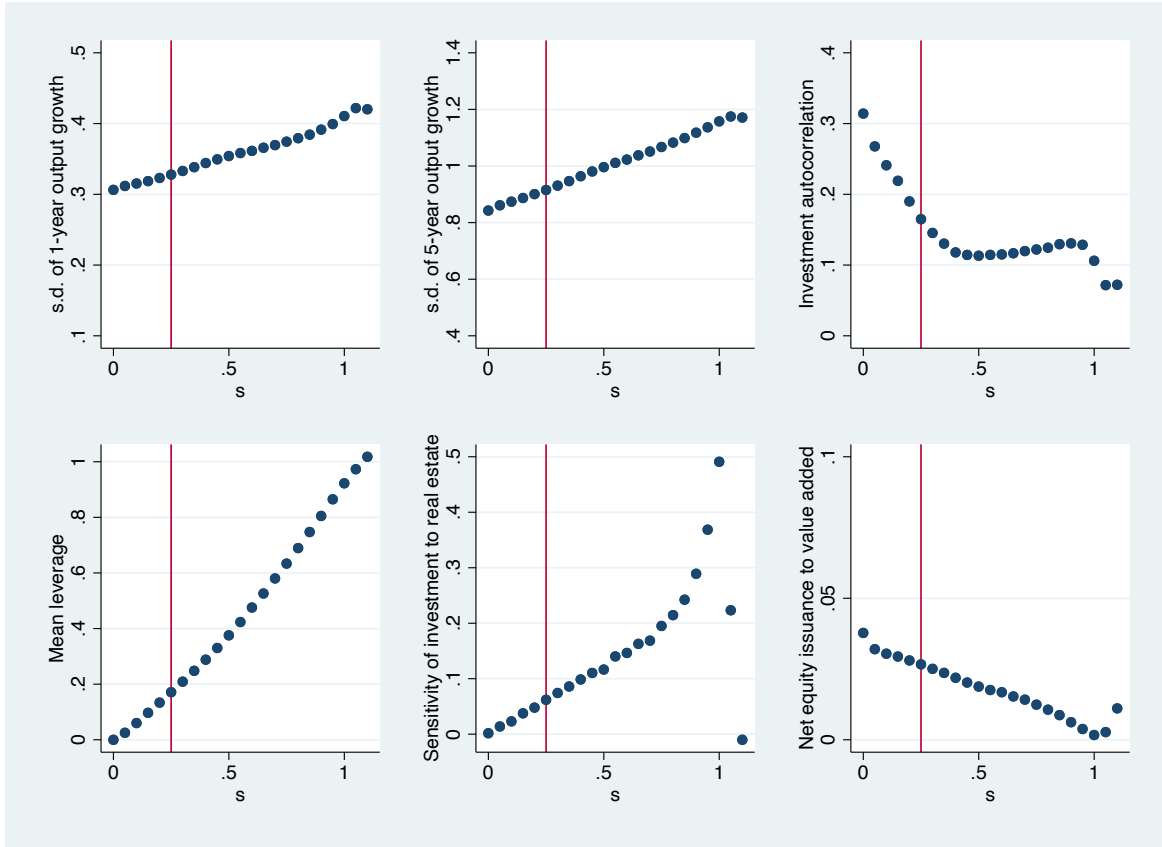 s.d. of 1-year output growth
.1 .2 .3 .4 .5
0 .5 1
s
s.d. of 5-year output growth
.4 .6 .8 1 1.2 1.4
0 .5 1
s
Investment autocorrelation
0 .1 .2 .3 .4
0 .5 1
s
Mean leverage
0 .2 .4 .6 .8 1
0 .5 1
s
Sensitivity of investment to real estate
0 .1 .2 .3 .4 .5
0 .5 1
s
Net equity issuance to value added
0 .05 .1
0 .5 1
s